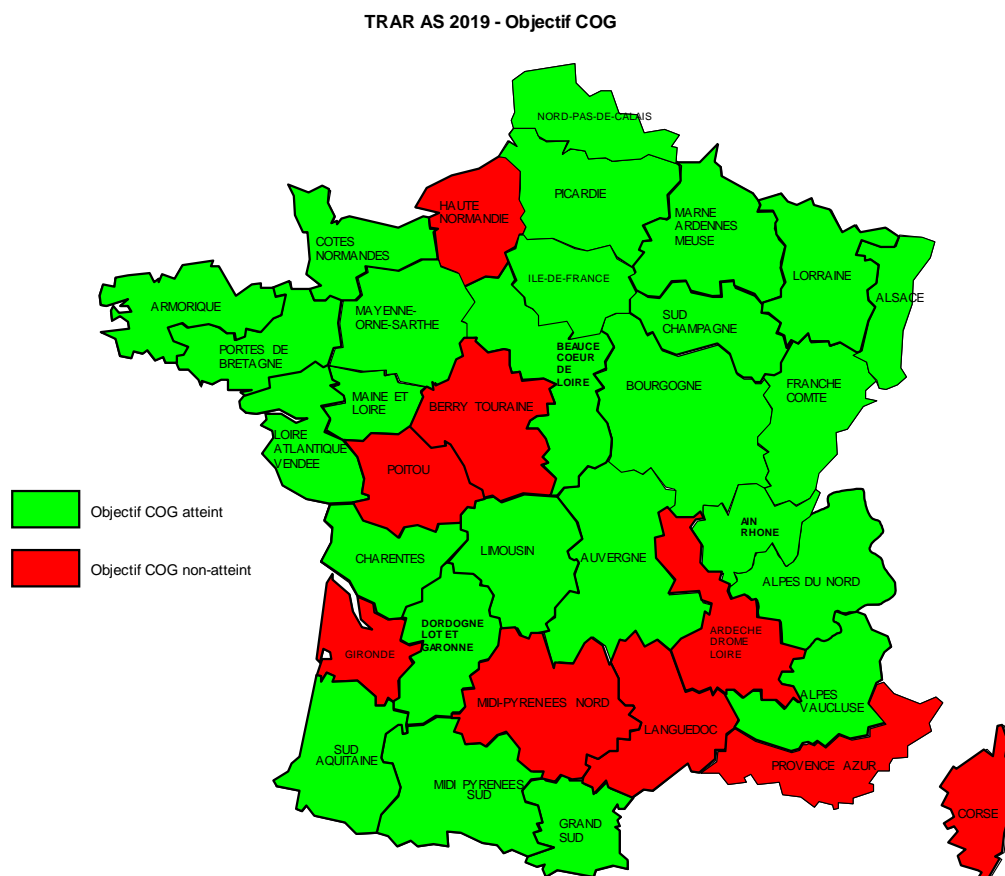 TRAR AS 2019 - Objectif COG
NORD-PAS-DE-CALAIS
PICARDIE
HAUTE
NORMANDIE
MARNE
ARDENNES
MEUSE
COTES
NORMANDES
ILE-DE-FRANCE
LORRAINE
ALSACE
ARMORIQUE
MAYENNE-
ORNE-SARTHE
SUD
CHAMPAGNE
PORTES DE
BRETAGNE
BEAUCE
COEUR
DE
LOIRE
BOURGOGNE
FRANCHE
COMTE
MAINE ET
LOIRE
BERRY TOURAINE
LOIRE
ATLANTIQUE
VENDEE
POITOU
Objectif COG atteint
AIN
RHONE
CHARENTES
LIMOUSIN
AUVERGNE
Objectif COG non-atteint
ALPES DU NORD
DORDOGNE
LOT ET
GARONNE
GIRONDE
ARDECHE
DROME
LOIRE
MIDI-PYRENEES NORD
ALPES
VAUCLUSE
LANGUEDOC
SUD
AQUITAINE
PROVENCE AZUR
MIDI PYRENEES
SUD
CORSE
GRAND
SUD